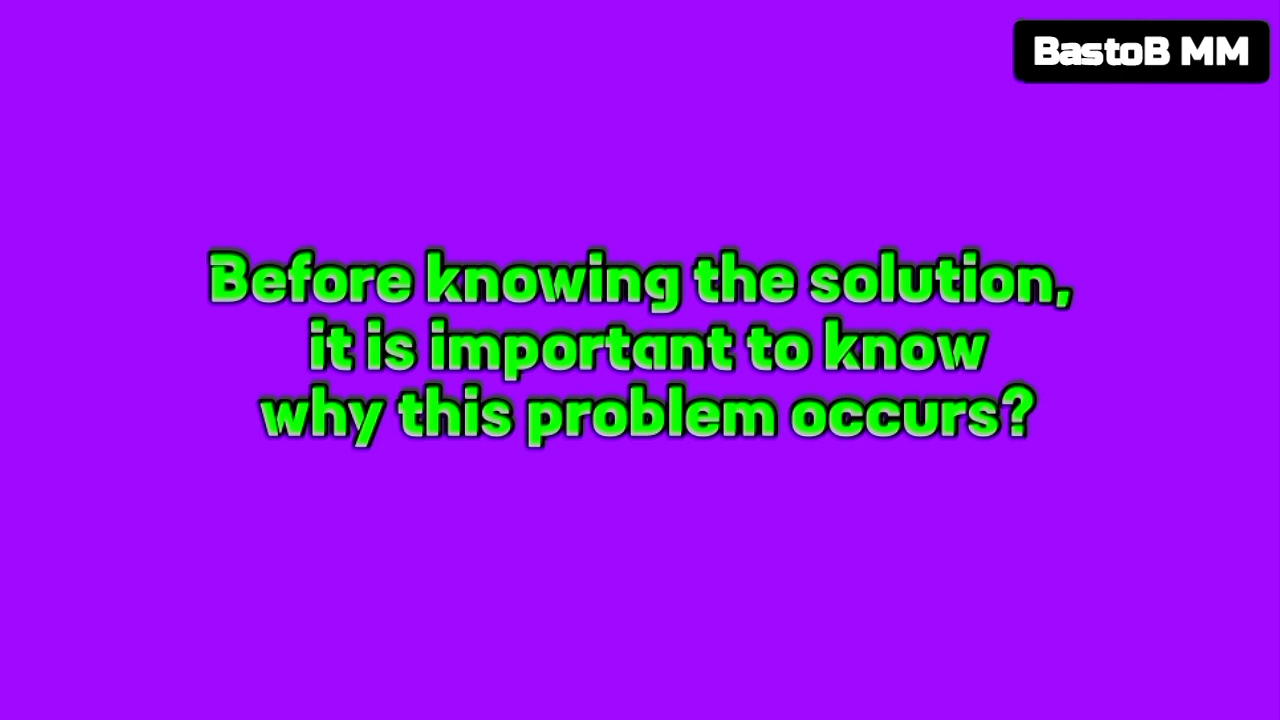 BastoB MM
Before knowing the solution,
it is important to know
why this problem occurs?